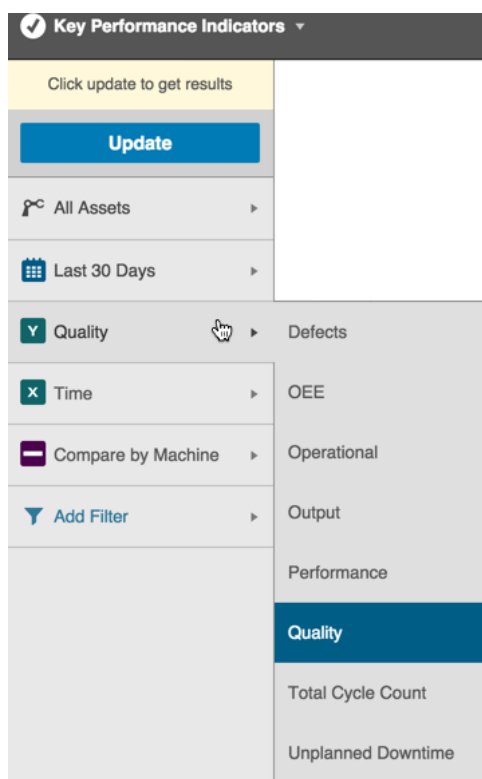 Key Performance Indicators
Click update to get results
Update
All Assets
Last 30 Days
Y Quality
X Time
Compare by Machine
Add Filter
Defects
OEE
Operational
Output
Performance
Quality
Total Cycle Count
Unplanned Downtime